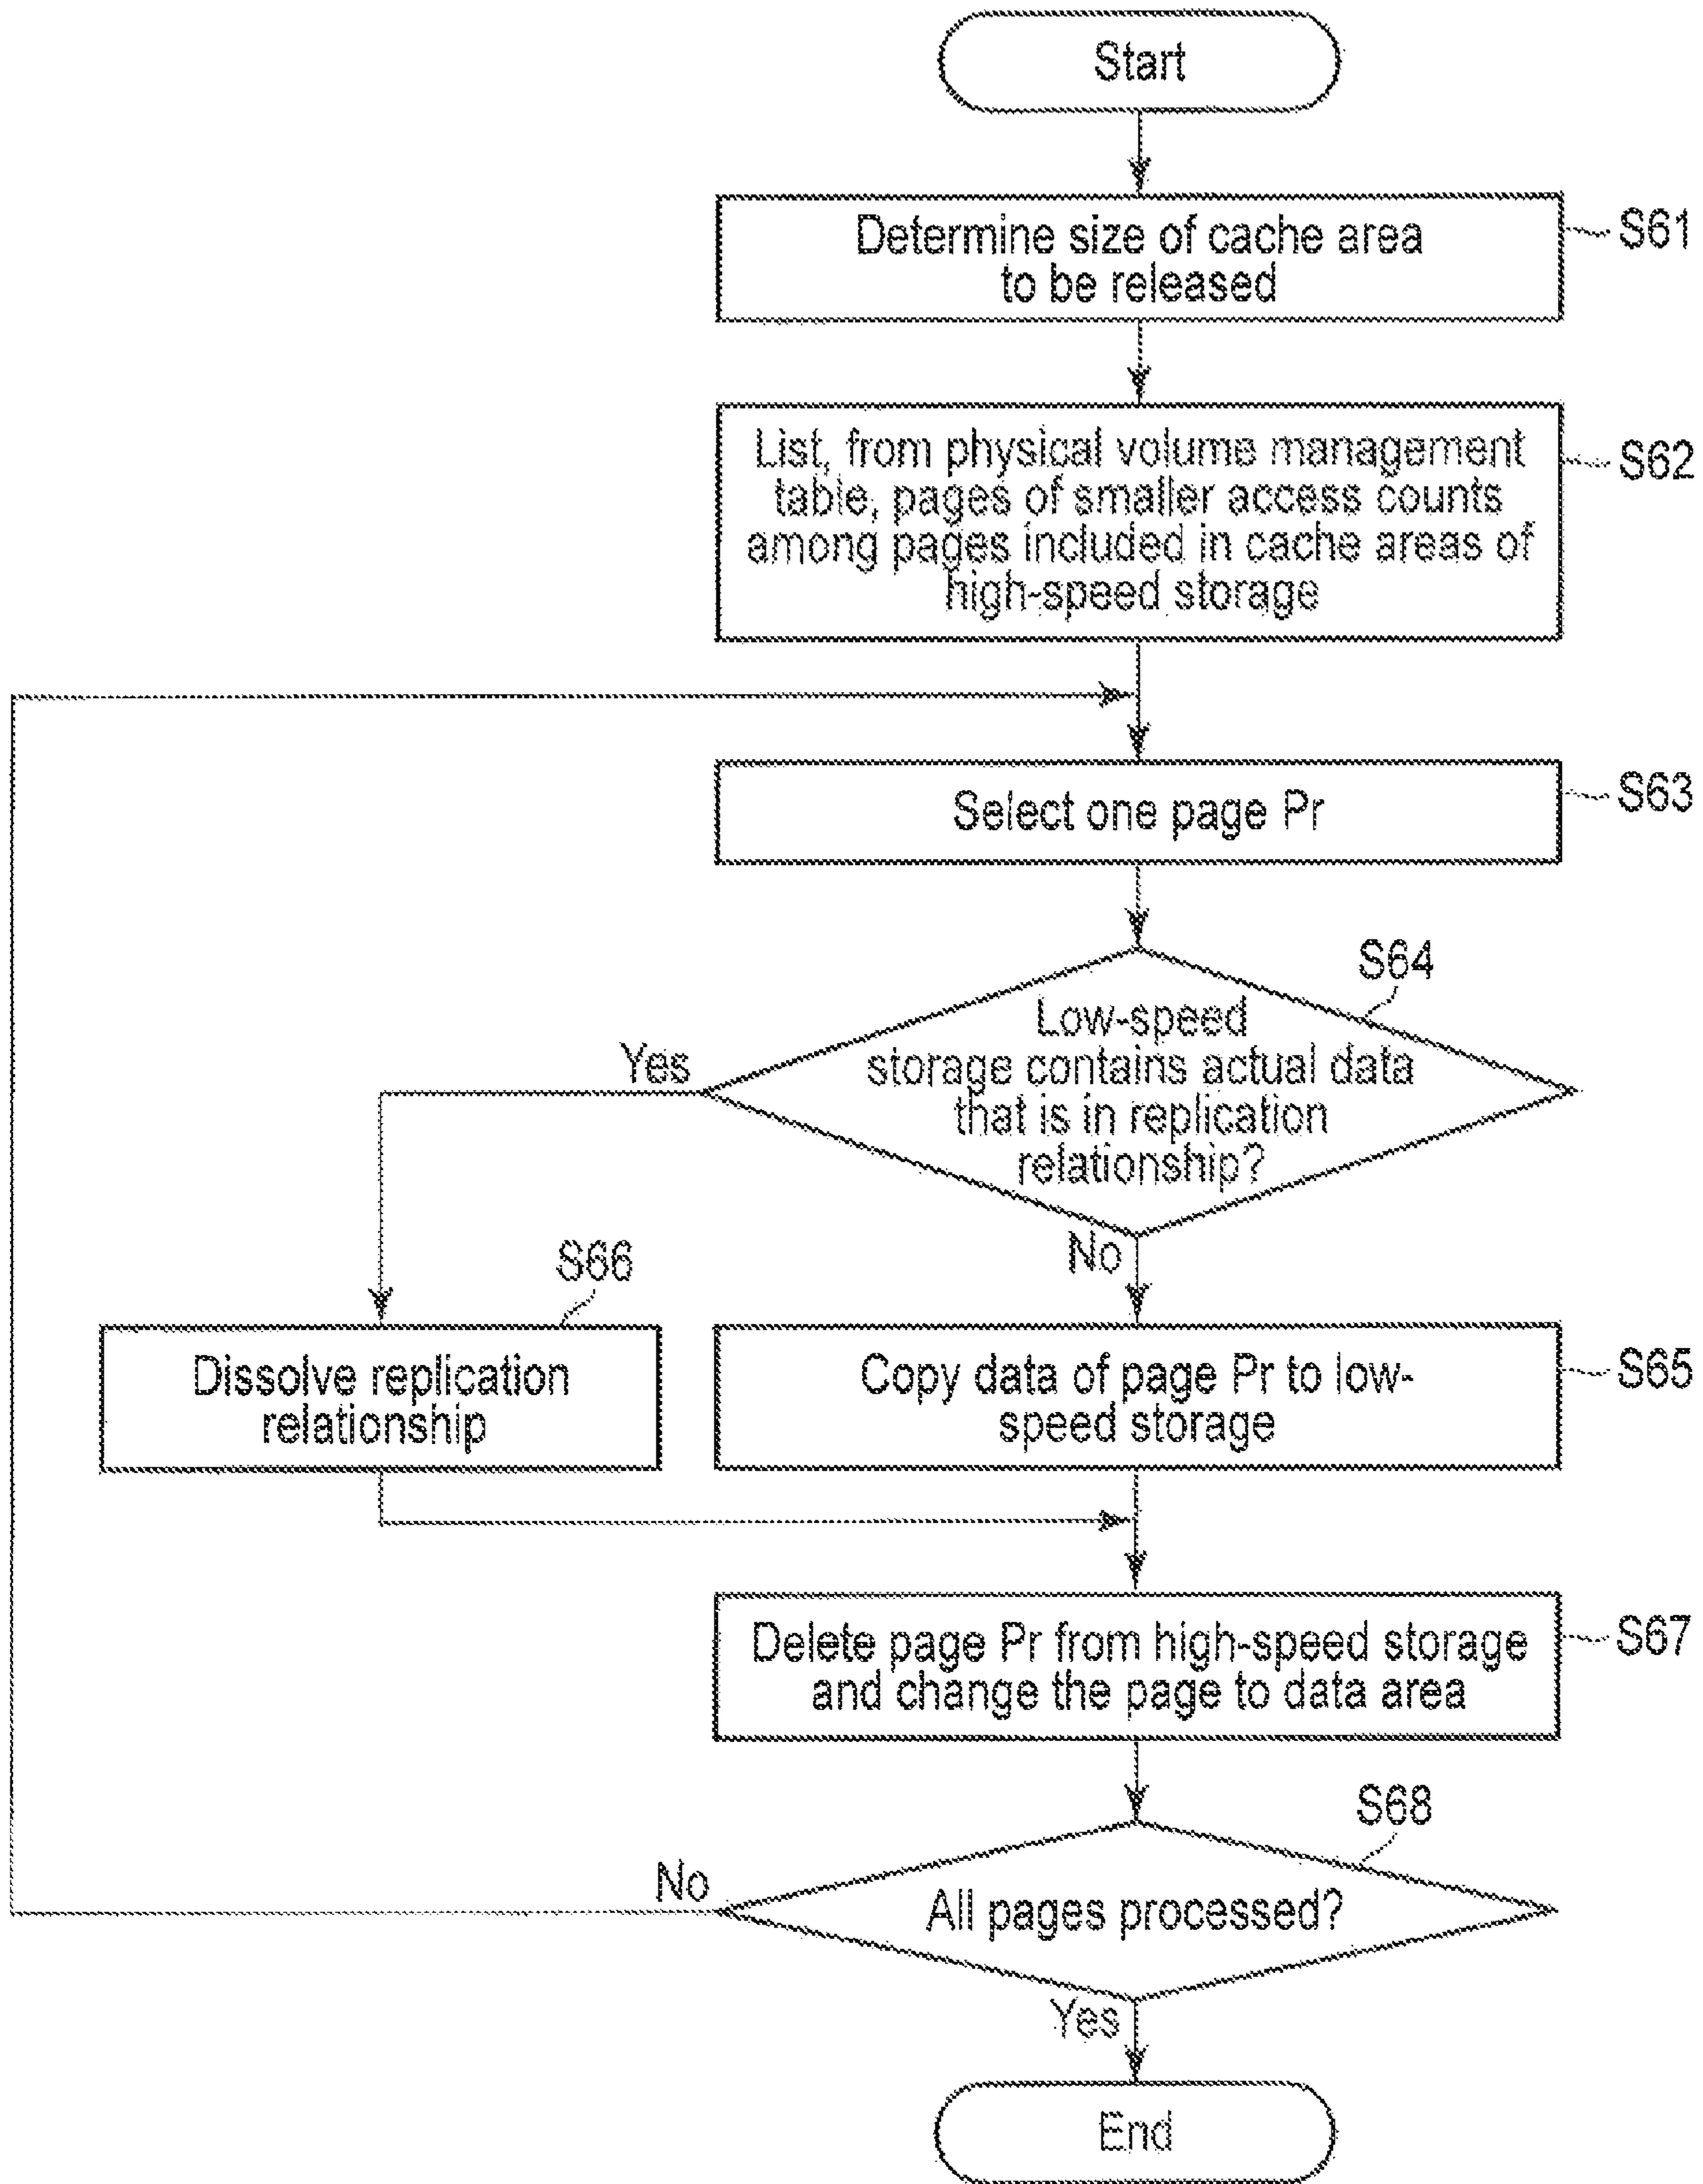 Start
Determine size of cache area
to be released
S61
List, from physical volume management
table, pages of smaller access counts
among pages included in cache areas of
high-speed storage
S62
Select one page Pr
S63
S64
Low-speed
storage contains actual data
that is in replication
relationship?
Yes
No
S66
Dissolve replication
relationship
Copy data of page Pr to low-
speed storage
S65
Delete page Pr from high-speed storage
and change the page to data area
S67
S68
All pages processed?
No
Yes
End